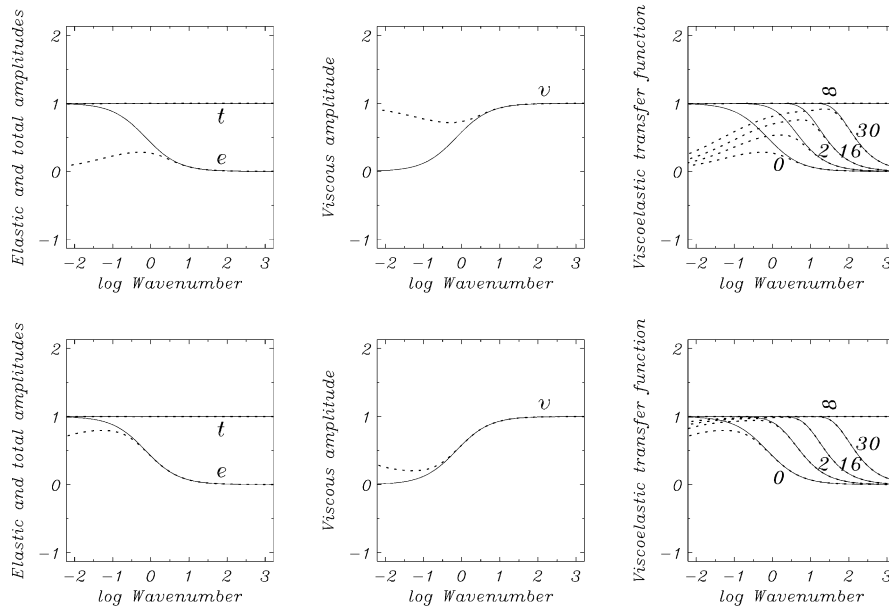 Elastic and total amplitudes
2
1
0
−1
t
e
−2 −1 0 1 2 3
log Wavenumber
Viscous amplitude
2
1
0
−1
v
−2 −1 0 1 2 3
log Wavenumber
Viscoelastic transfer function
2
1
0
−1
8
30
2 16
0
−2 −1 0 1 2 3
log Wavenumber
Elastic and total amplitudes
2
1
0
−1
t
e
−2 −1 0 1 2 3
log Wavenumber
Viscous amplitude
2
1
0
−1
v
−2 −1 0 1 2 3
log Wavenumber
Viscoelastic transfer function
2
1
0
−1
8
30
2 16
0
−2 −1 0 1 2 3
log Wavenumber